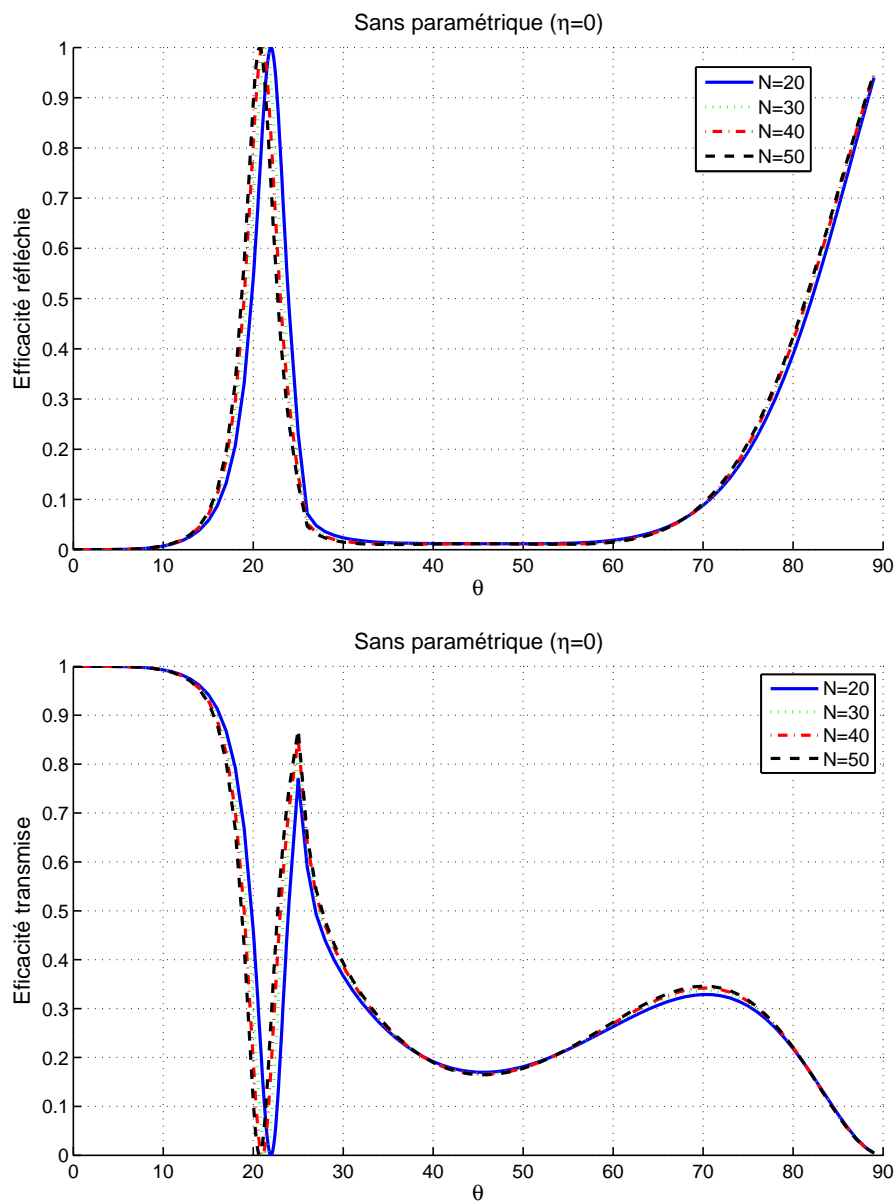 Sans paramétrique (η=0)
1
0.9
0.8
0.7
0.6
0.5
0.4
0.3
0.2
0.1
0
Efficacité réfléchie
N=20
N=30
N=40
N=50
0 10 20 30 40 50 60 70 80 90
θ
Sans paramétrique (η=0)
1
0.9
0.8
0.7
0.6
0.5
0.4
0.3
0.2
0.1
0
Eficacité transmise
N=20
N=30
N=40
N=50
0 10 20 30 40 50 60 70 80 90
θ